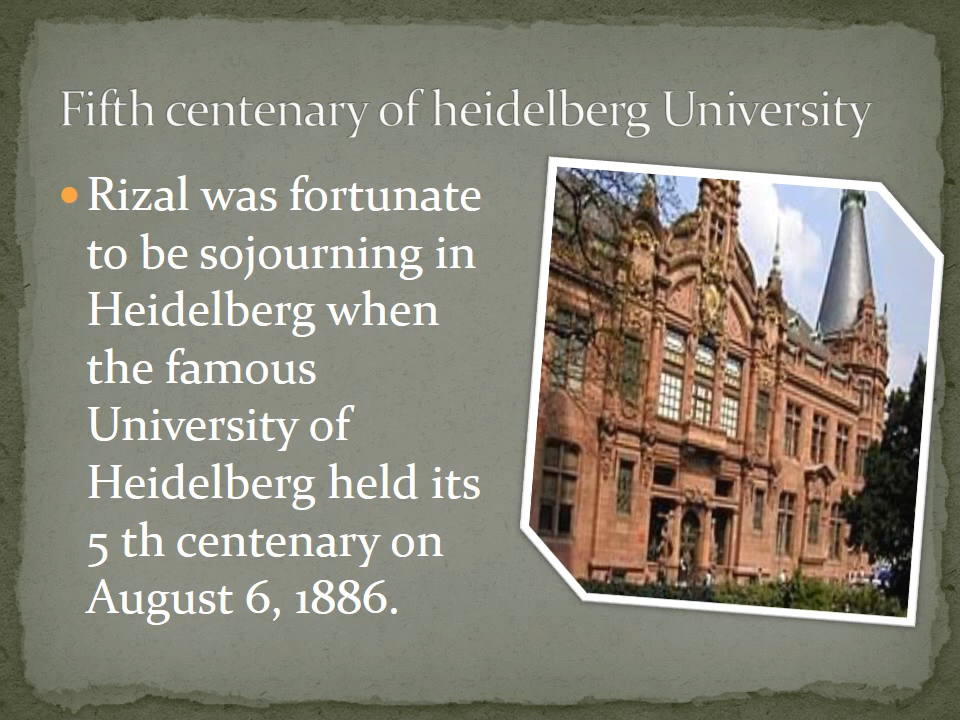 Fifth centenary of heidelberg University
• Rizal was fortunate
to be sojourning in
Heidelberg when
the famous
University of
Heidelberg held its
5 th centenary on
August 6, 1886.